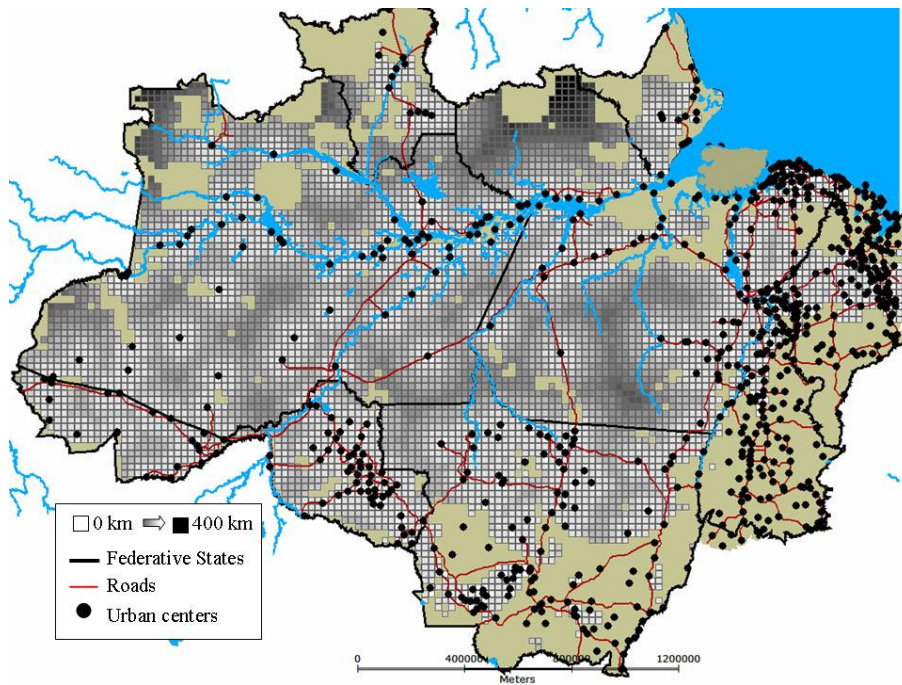 0 km 400 km
Federative States
Roads
Urban centers
0 400000 800000 1200000
Meters